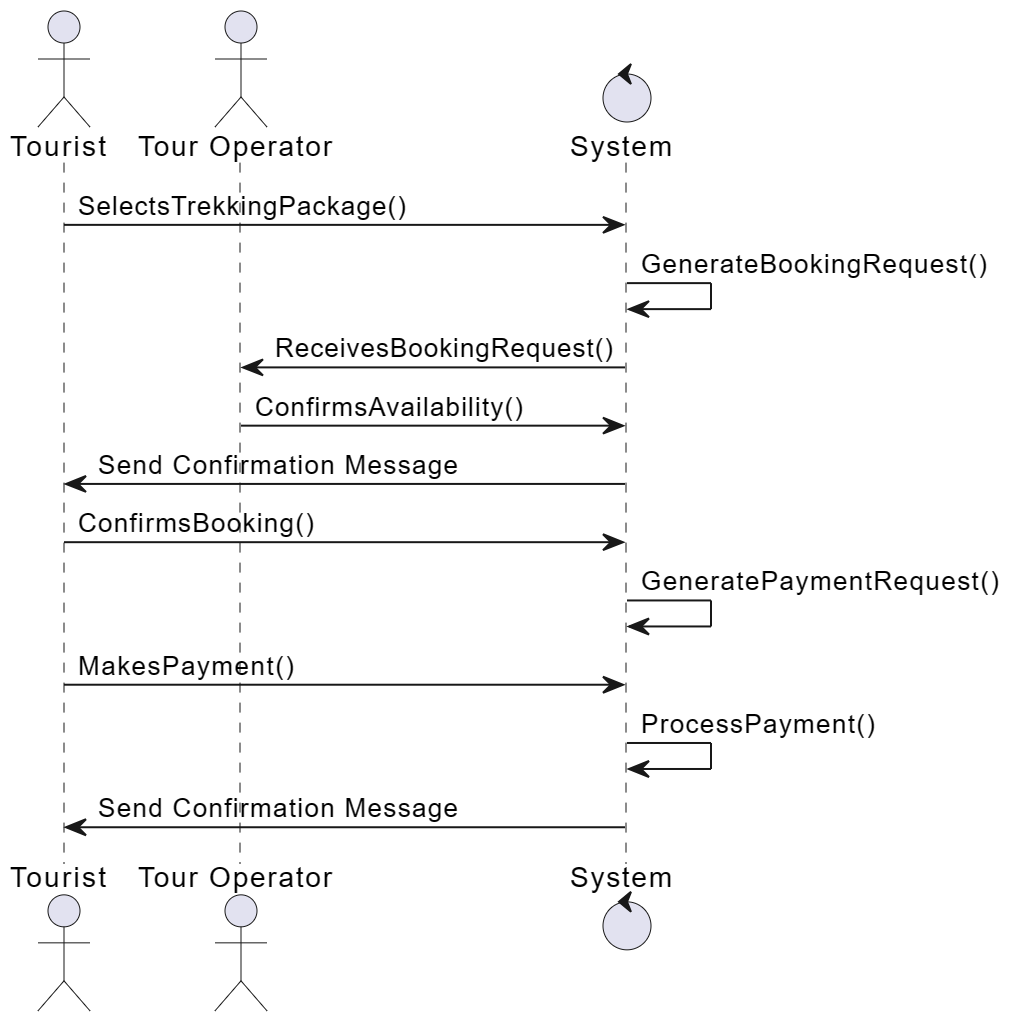 Tourist
Tour Operator
System
SelectsTrekkingPackage()
GenerateBookingRequest()
ReceivesBookingRequest()
ConfirmsAvailability()
Send Confirmation Message
ConfirmsBooking()
GeneratePaymentRequest()
MakesPayment()
ProcessPayment()
Send Confirmation Message
Tourist
Tour Operator
System